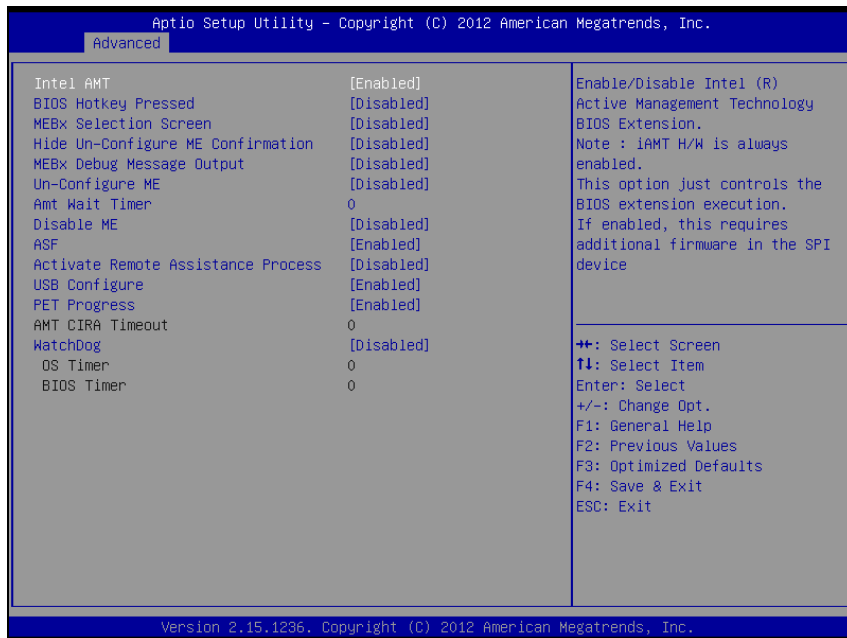 Aptio Setup Utility – Copyright (C) 2012 American Megatrends, Inc.
Advanced
Intel AMT [Enabled]
BIOS Hotkey Pressed [Disabled]
MEBx Selection Screen [Disabled]
Hide Un-Configure ME Confirmation [Disabled]
MEBx Debug Message Output [Disabled]
Un-Configure ME [Disabled]
Amt Wait Timer 0
Disable ME [Disabled]
ASF [Enabled]
Activate Remote Assistance Process [Disabled]
USB Configure [Enabled]
PET Progress [Enabled]
AMT CIRA Timeout 0
WatchDog [Disabled]
OS Timer 0
BIOS Timer 0
Enable/Disable Intel (R)
Active Management Technology
BIOS Extension.
Note : iAMT H/W is always
enabled.
This option just controls the
BIOS extension execution.
If enabled, this requires
additional firmware in the SPI
device
→←: Select Screen
↑↓: Select Item
Enter: Select
+/-: Change Opt.
F1: General Help
F2: Previous Values
F3: Optimized Defaults
F4: Save & Exit
ESC: Exit
Version 2.15.1236. Copyright (C) 2012 American Megatrends, Inc.